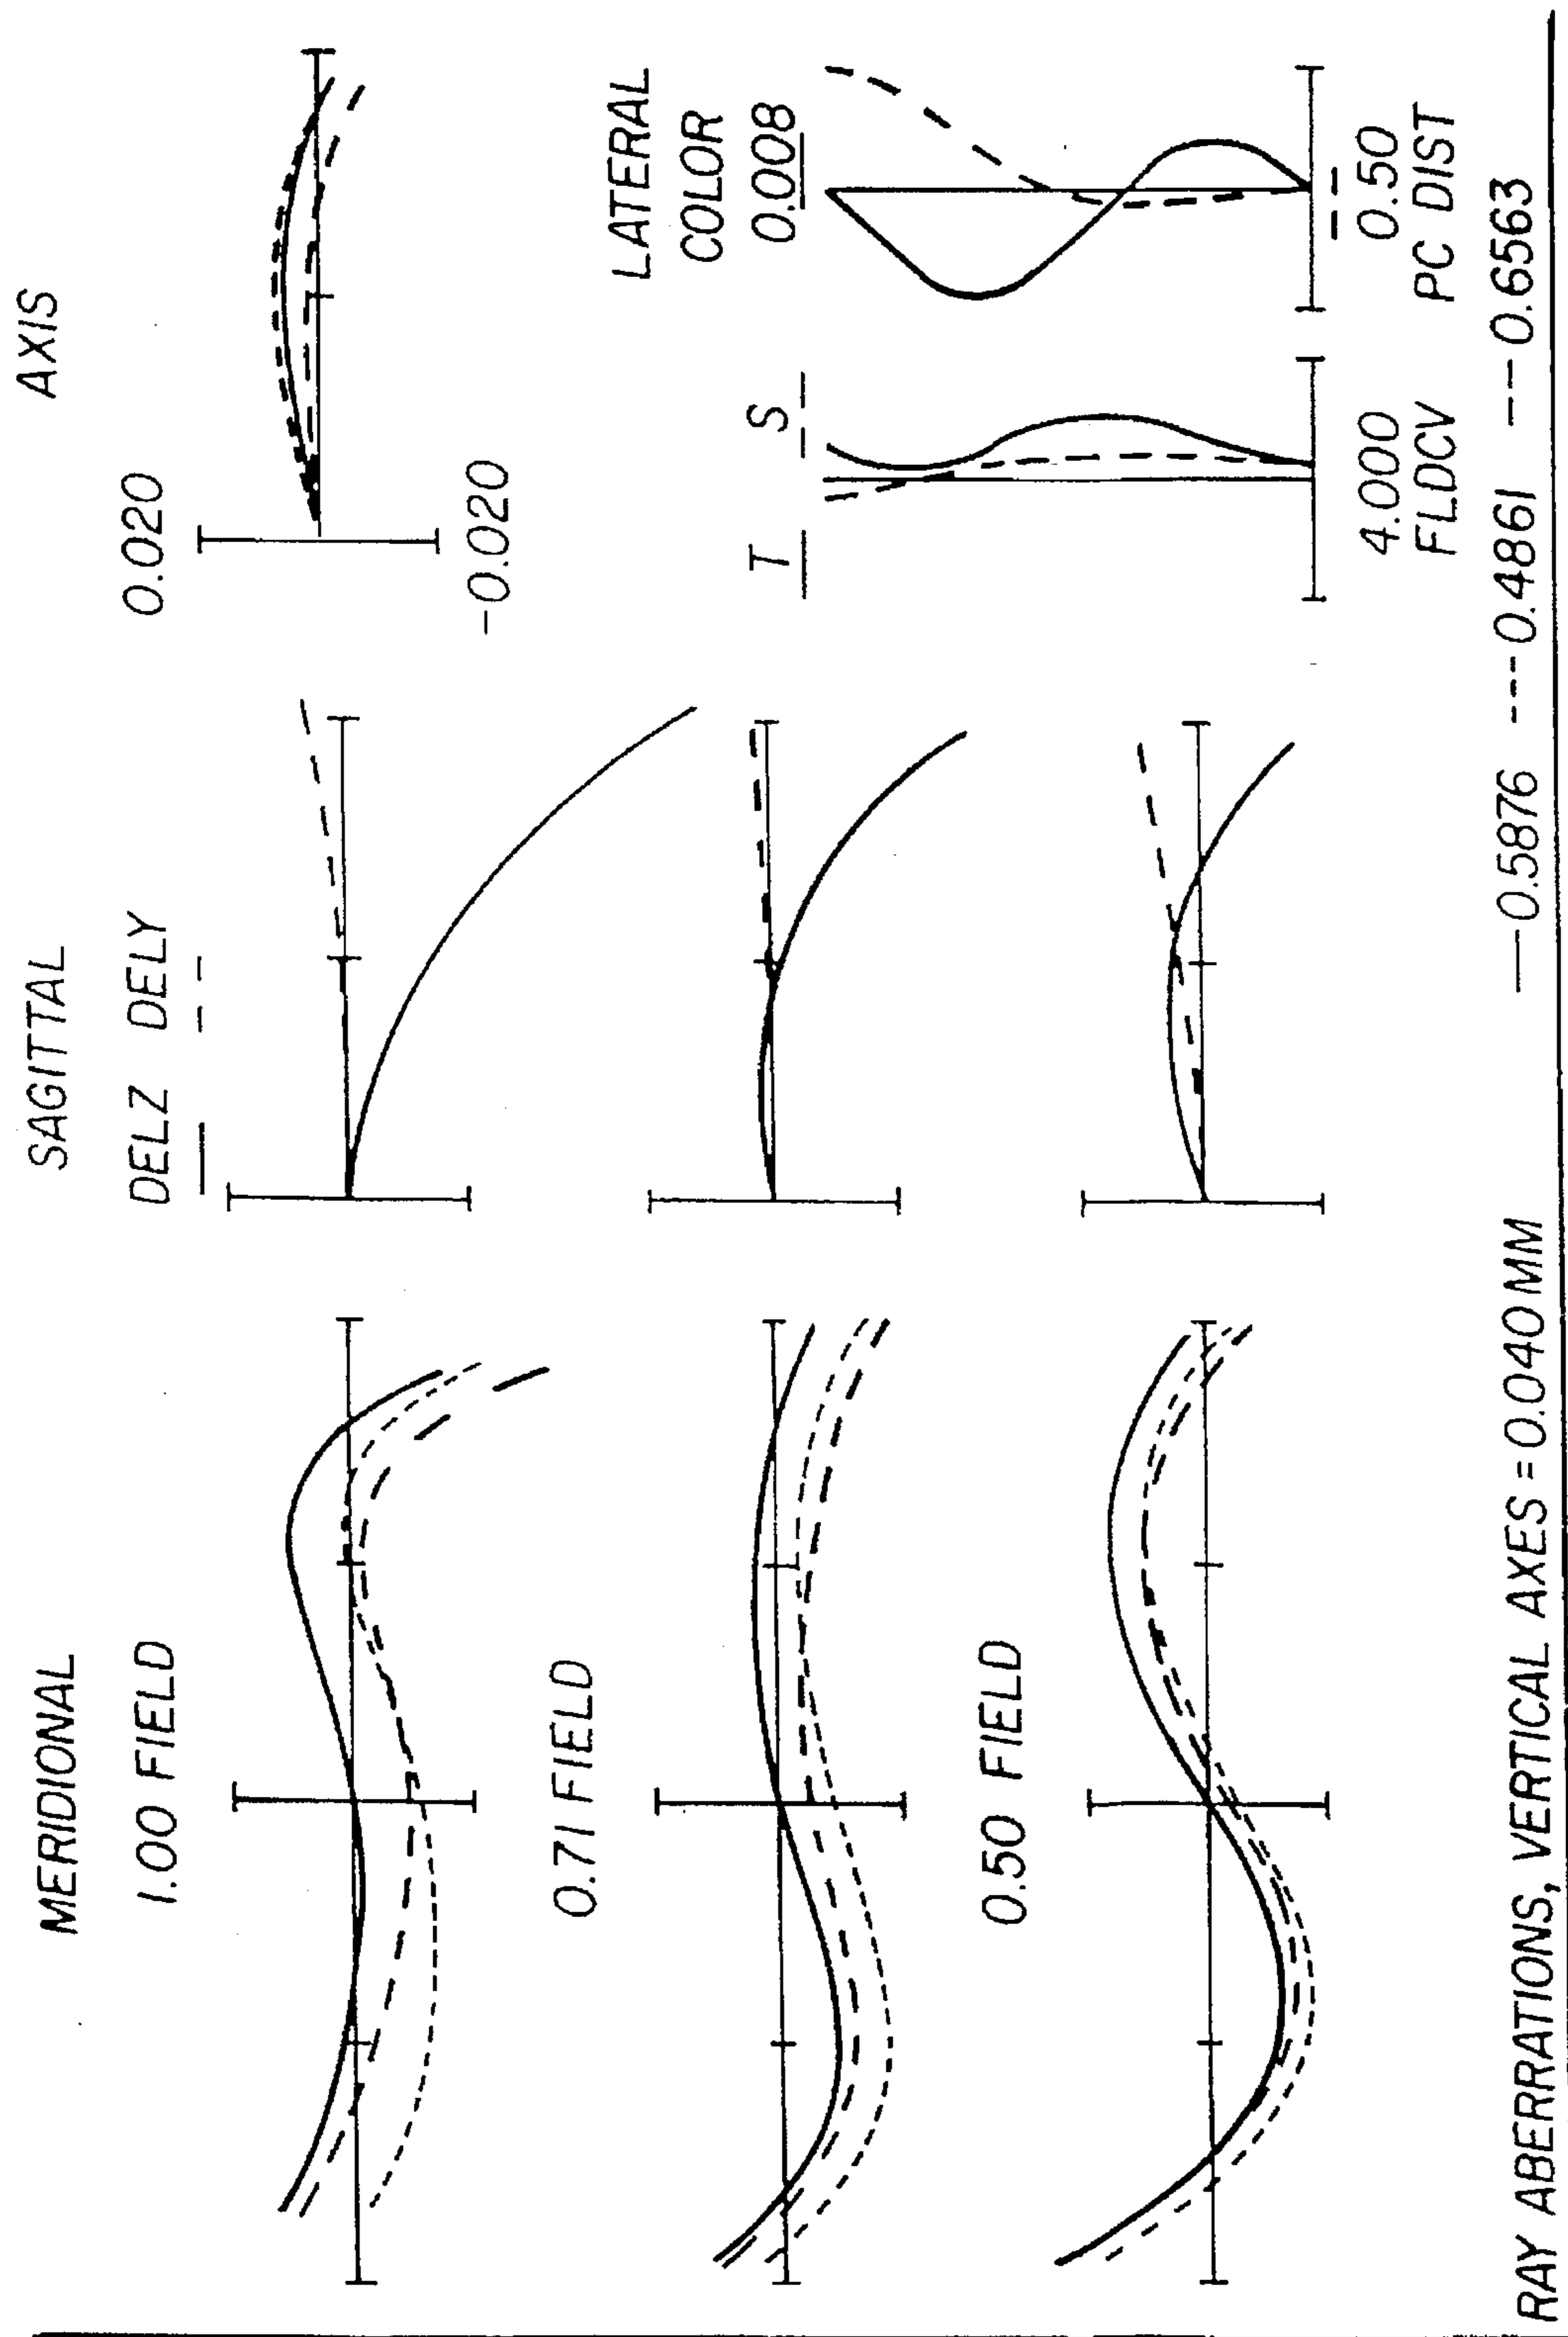 MERIDIONAL
SAGITTAL
AXIS
1.00 FIELD
DELZ DELY
0.020
-0.020
0.71 FIELD
0.50 FIELD
LATERAL
COLOR
0.008
T S
4.000
FLDCV
0.50
PC DIST
—0.5876 ---0.4861 ---0.6563
RAY ABERRATIONS, VERTICAL AXES = 0.040 MM